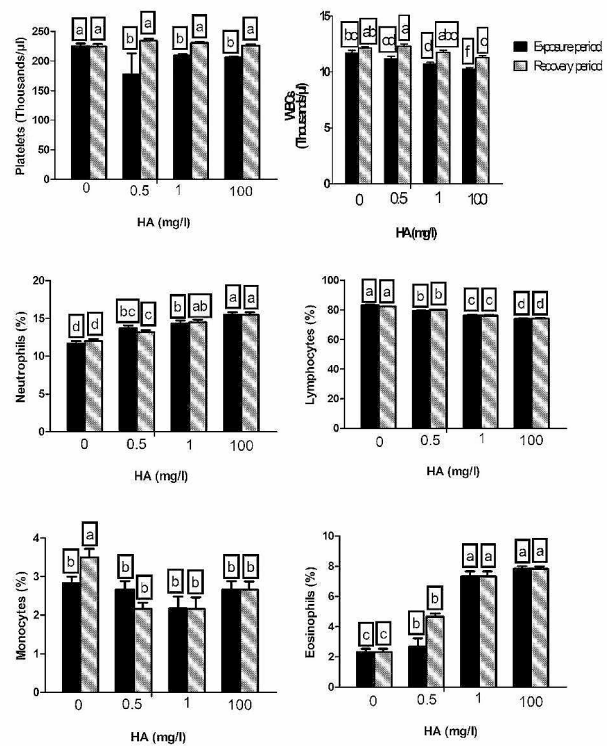 a a b a b a b a
250
200
150
100
50
0
Platelets (Thousands/µl)
0 0.5 1 100
HA (mg/l)
bc ab cd a d abc f c
15
10
5
0
WBCs
(Thousands/µl)
0 0.5 1 100
HA (mg/l)
Exposure period
Recovery period
d d bc c b ab a a
20
15
10
5
0
Neutrophils (%)
0 0.5 1 100
HA (mg/l)
a a b b c c d d
100
80
60
40
20
0
Lymphocytes (%)
0 0.5 1 100
HA (mg/l)
b a b b b b b b
4
3
2
1
0
Monocytes (%)
0 0.5 1 100
HA (mg/l)
c c b b a a a a
10
8
6
4
2
0
Eosinophils (%)
0 0.5 1 100
HA (mg/l)